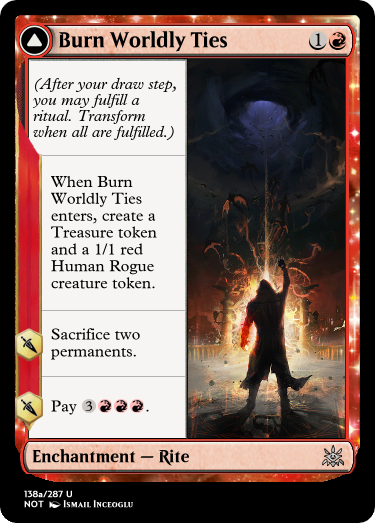 Burn Worldly Ties 1
(After your draw step,
you may fulfill a
ritual. Transform
when all are fulfilled.)
When Burn
Worldly Ties
enters, create a
Treasure token
and a 1/1 red
Human Rogue
creature token.
Sacrifice two
permanents.
Pay 3.
Enchantment — Rite
138a/287 U
NOT Ismail Inceoglu